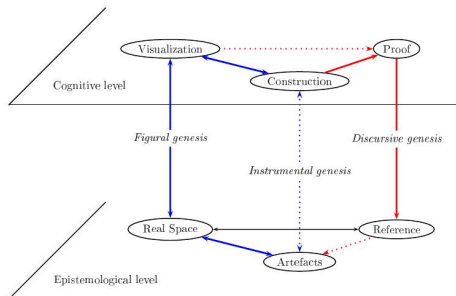 Visualization
Proof
Construction
Cognitive level
Figural genesis
Discursive genesis
Instrumental genesis
Real Space
Reference
Artefacts
Epistemological level